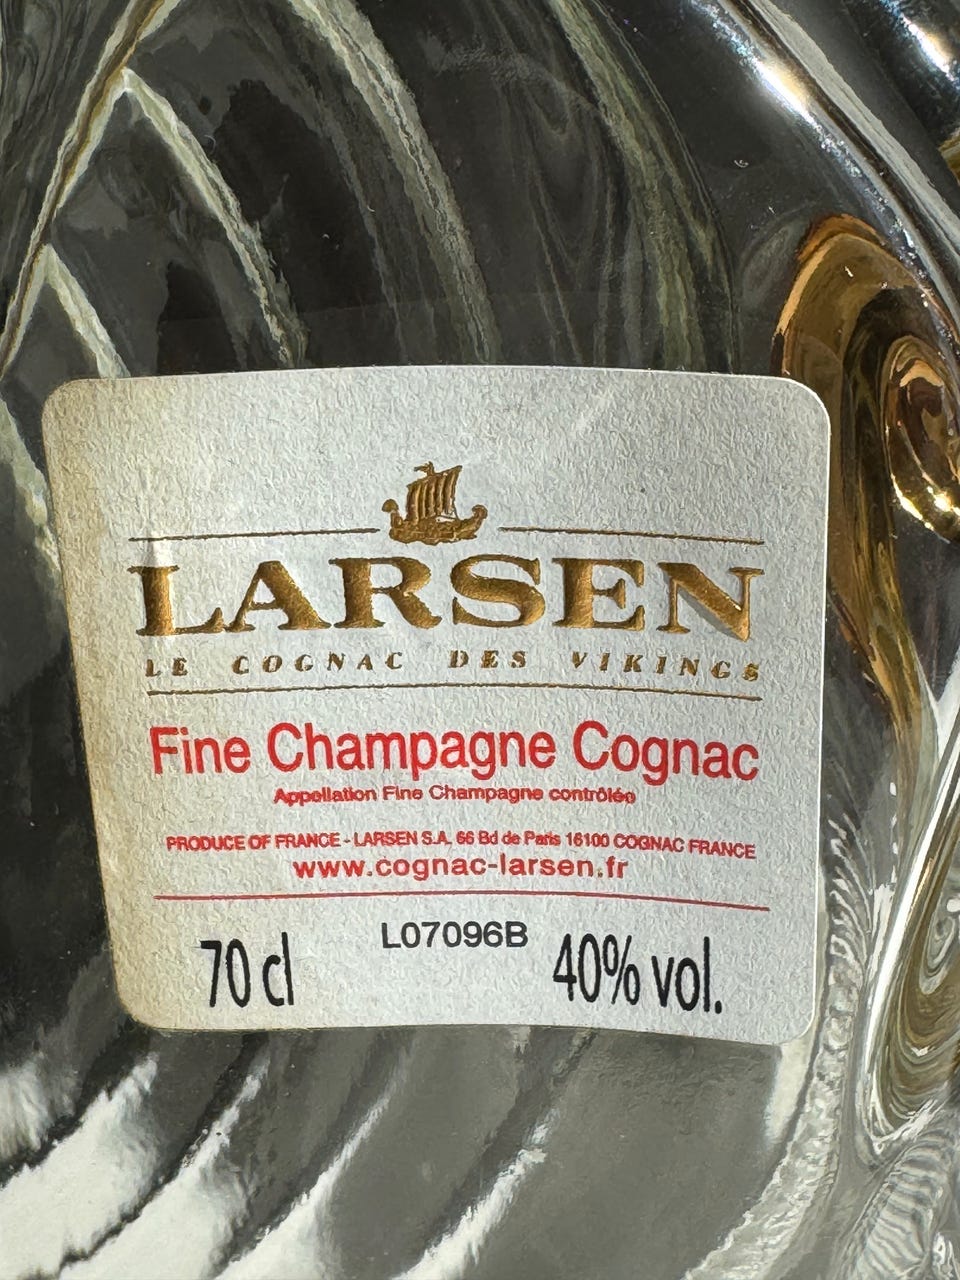 LARSEN
LE COGNAC DES VIKINGS
Fine Champagne Cognac
Appellation Fine Champagne contrôlée
PRODUCE OF FRANCE - LARSEN S.A. 66 Bd de Paris 16100 COGNAC FRANCE
www.cognac-larsen.fr
70 cl L07096B 40% vol.